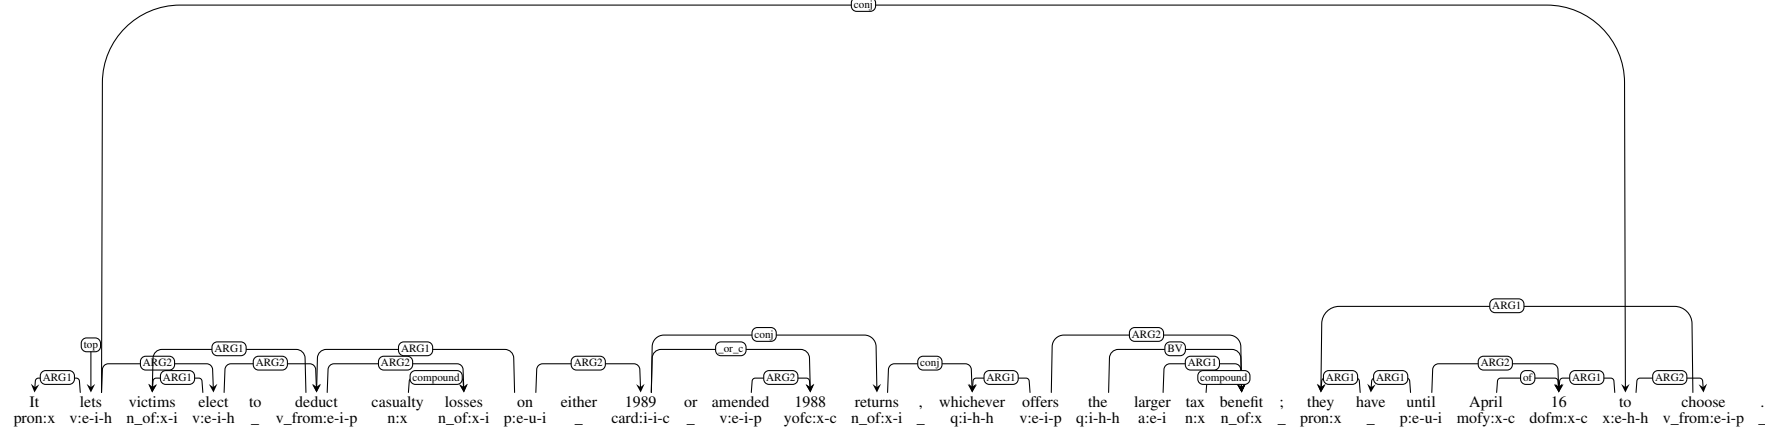 conj
ARG1
top ARG1 ARG1 conj _or_c ARG2 BV
ARG2 ARG2 ARG2 ARG2 conj ARG1 ARG2
ARG1 ARG1 compound ARG2 ARG1 compound ARG1 ARG1 of ARG1 ARG2
It lets victims elect to deduct casualty losses on either 1989 or amended 1988 returns , whichever offers the larger tax benefit ; they have until April 16 to choose .
pron:x v:e-i-h n_of:x-i v:e-i-h _ v_from:e-i-p n:x n_of:x-i p:e-u-i _ card:i-i-c _ v:e-i-p yofc:x-c n_of:x-i _ q:i-h-h v:e-i-p q:i-h-h a:e-i n:x n_of:x _ pron:x _ p:e-u-i mofy:x-c dofm:x-c x:e-h-h v_from:e-i-p _